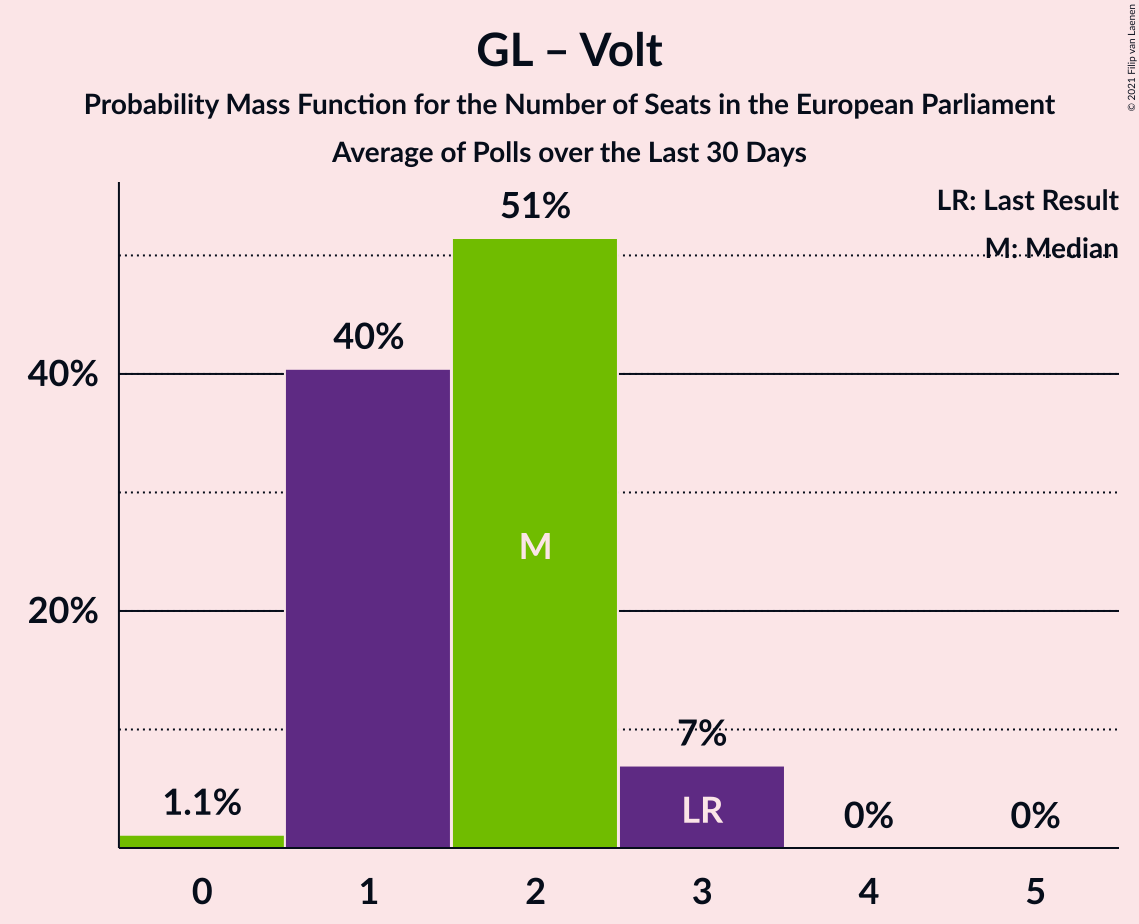 GL – Volt
Probability Mass Function for the Number of Seats in the European Parliament
Average of Polls over the Last 30 Days
© 2021 Filip van Laenen
LR: Last Result
M: Median
51%
40%
40%
M
20%
7%
1.1%
LR
0%
0%
0
1
2
3
4
5